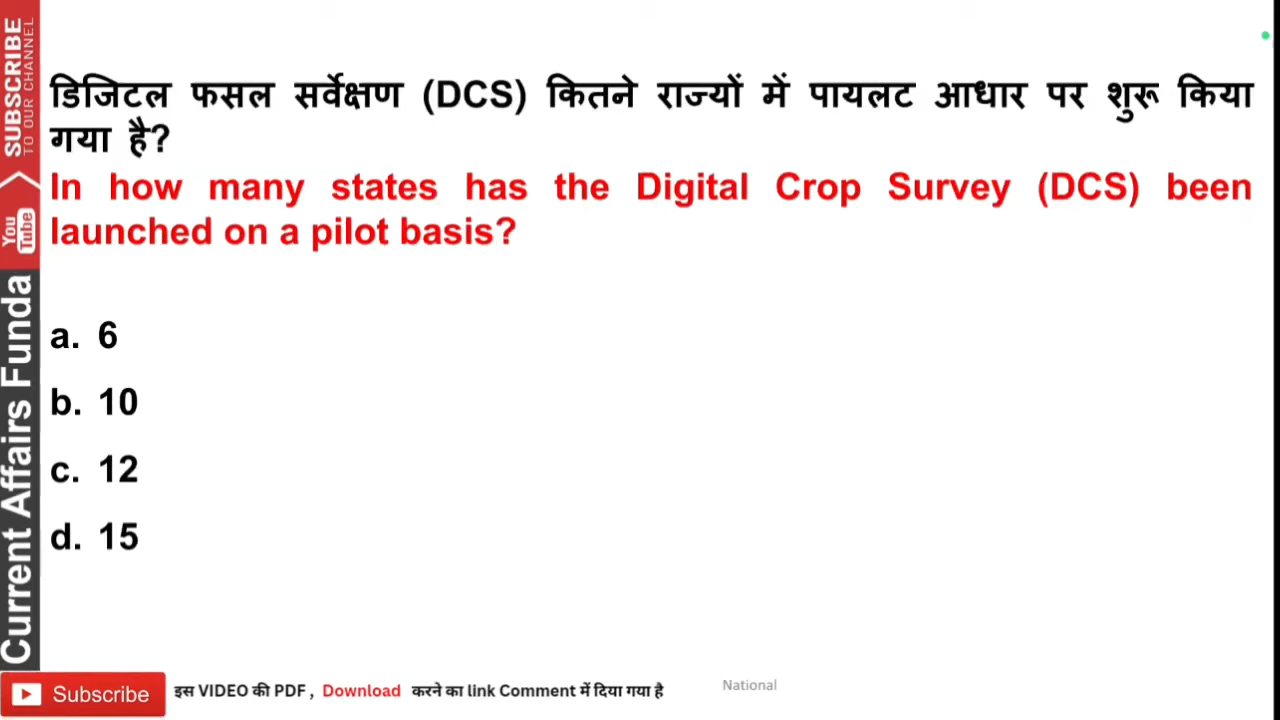 डिजिटल फसल सर्वेक्षण (DCS) कितने राज्यों में पायलट आधार पर शुरू किया
गया है?
In how many states has the Digital Crop Survey (DCS) been
launched on a pilot basis?
a. 6
b. 10
c. 12
d. 15
SUBSCRIBE
TO OUR CHANNEL
You
Tube
Current Affairs Funda
Subscribe
इस VIDEO की PDF , Download करने का link Comment में दिया गया है
National